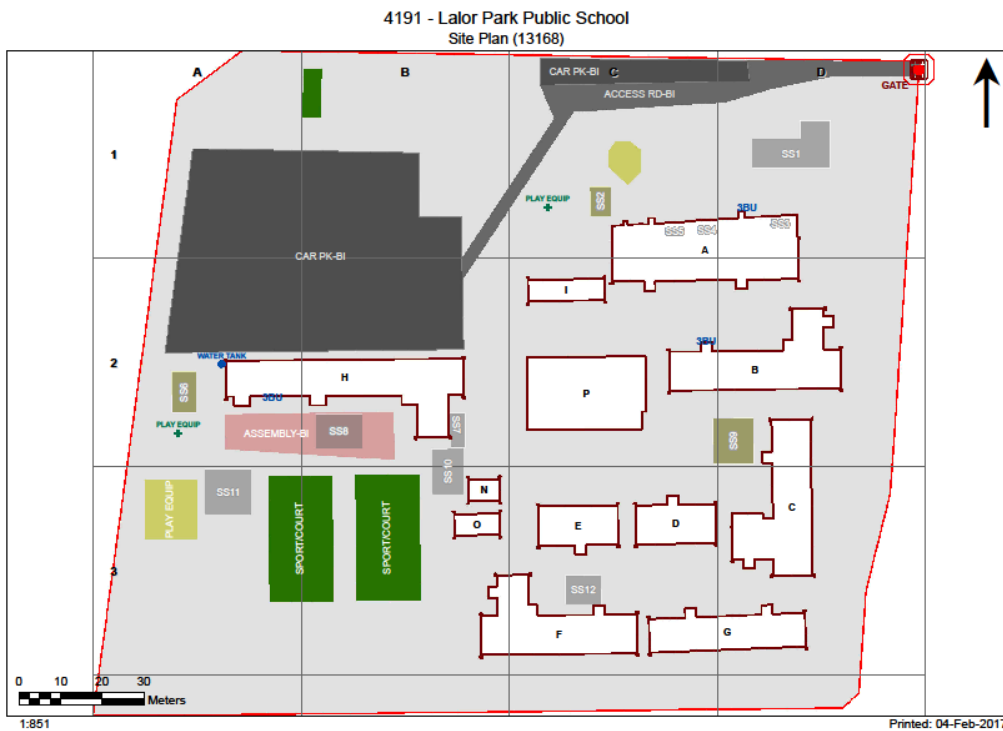 4191 - Lalor Park Public School
Site Plan (13168)
A
B
CAR PK-BI
C
D
GATE
ACCESS RD-BI
1
SS1
PLAY EQUIP
SS2
3BU
SS5
SS4
SS3
A
CAR PK-BI
I
2
WATER TANK
H
3BU
3BU
B
P
SS6
PLAY EQUIP
ASSEMBLY-BI
SS8
SS7
SS9
SS10
PLAY EQUIP
SS11
SPORT/COURT
SPORT/COURT
N
O
E
D
C
3
SS12
F
G
0
10
20
30
Meters
1:851
Printed: 04-Feb-2017